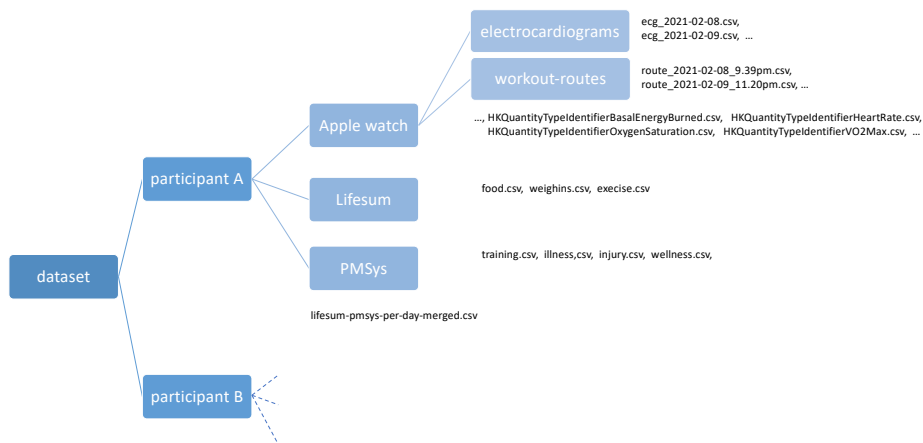 electrocardiograms
ecg_2021-02-08.csv,
ecg_2021-02-09.csv, ...
workout-routes
route_2021-02-08_9.39pm.csv,
route_2021-02-09_11.20pm.csv, ...
Apple watch
..., HKQuantityTypeIdentifierBasalEnergyBurned.csv, HKQuantityTypeIdentifierHeartRate.csv,
HKQuantityTypeIdentifierOxygenSaturation.csv, HKQuantityTypeIdentifierVO2Max.csv, ...
participant A
Lifesum
food.csv, weighins.csv, execise.csv
PMSys
training.csv, illness,csv, injury.csv, wellness.csv,
dataset
lifesum-pmsys-per-day-merged.csv
participant B